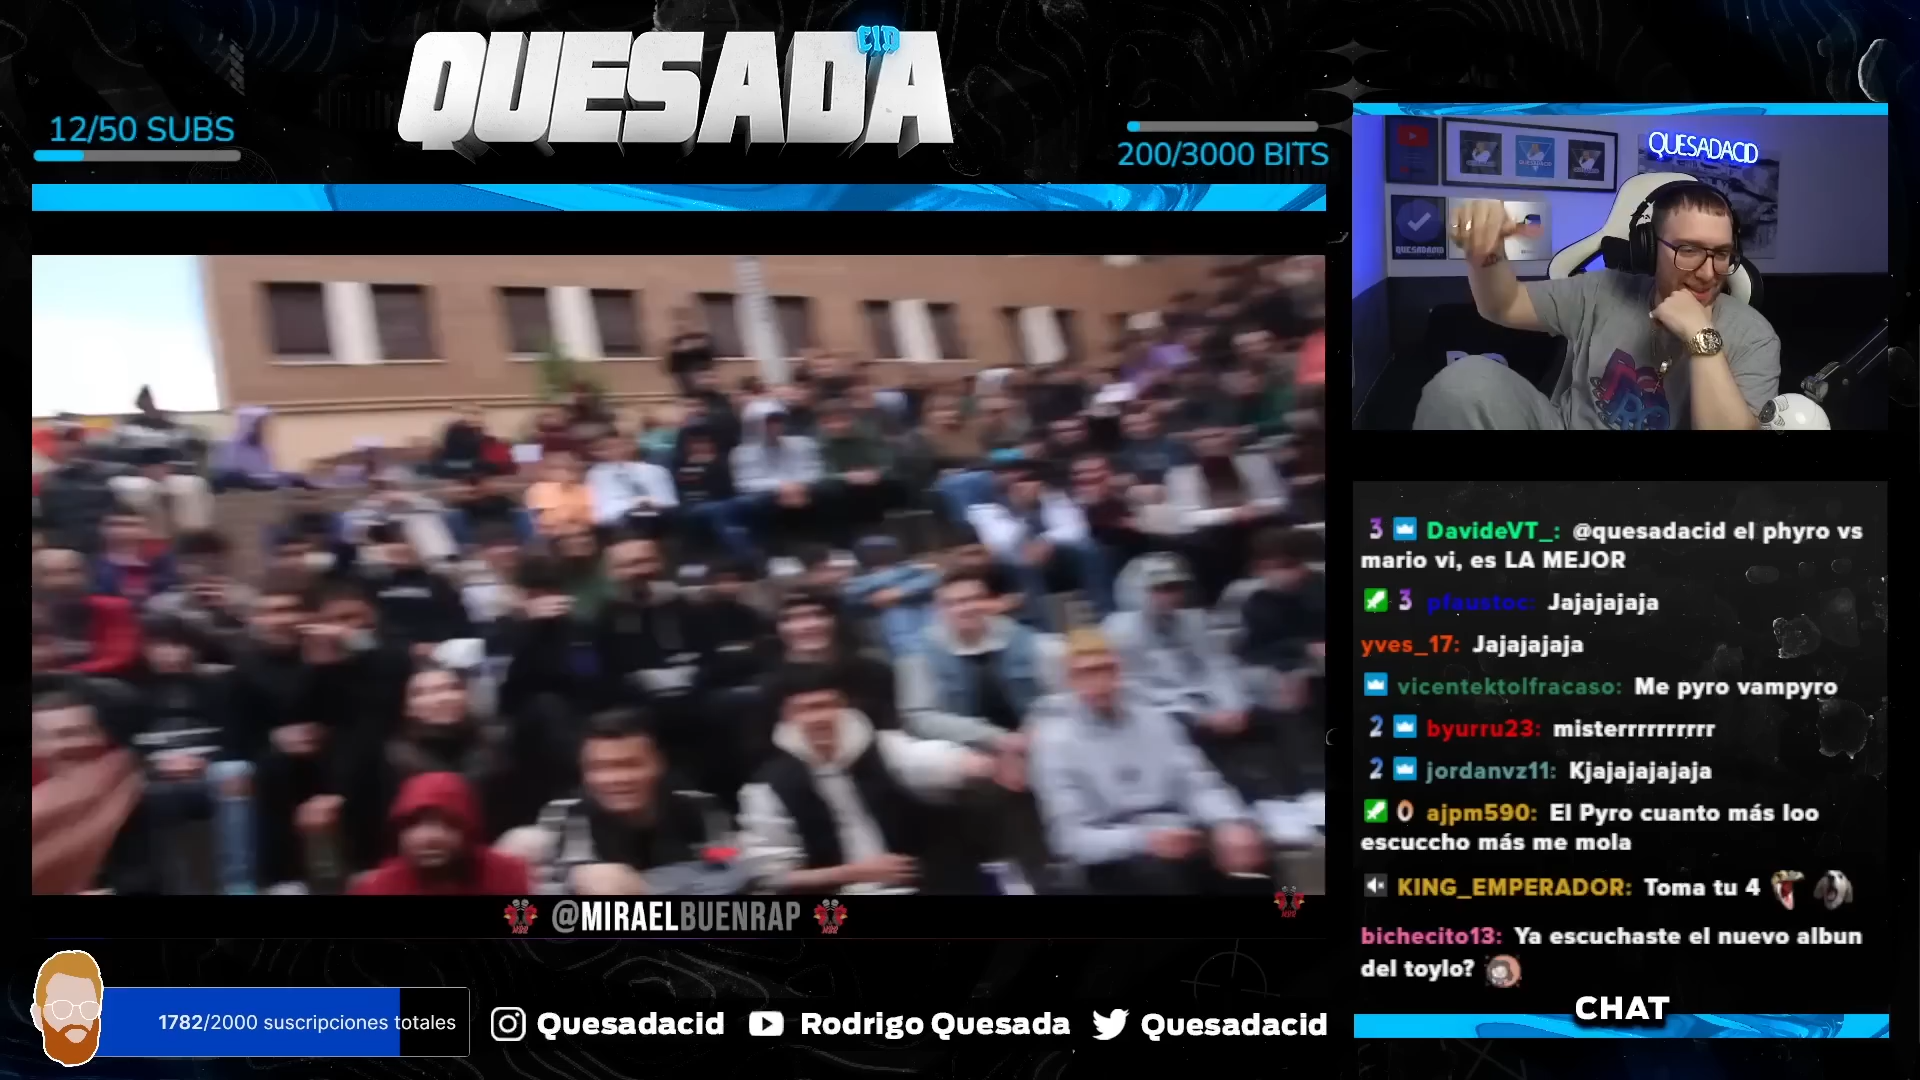 CID
QUESADA
12/50 SUBS
200/3000 BITS
QUESADACID
QUESADACID
3 DavideVT_: @quesadacid el phyro vs
mario vi, es LA MEJOR
3 pfaustoc: Jajajajaja
yves_17: Jajajajaja
vicentektolfracaso: Me pyro vampyro
2 byurru23: misterrrrrrrrrr
2 jordanvz11: Kjajajajajaja
0 ajpm590: El Pyro cuanto más loo
escuccho más me mola
KING_EMPERADOR: Toma tu 4
bichecito13: Ya escuchaste el nuevo albun
del toylo?
CHAT
@MIRAELBUENRAP
1782/2000 suscripciones totales
Quesadacid
Rodrigo Quesada
Quesadacid